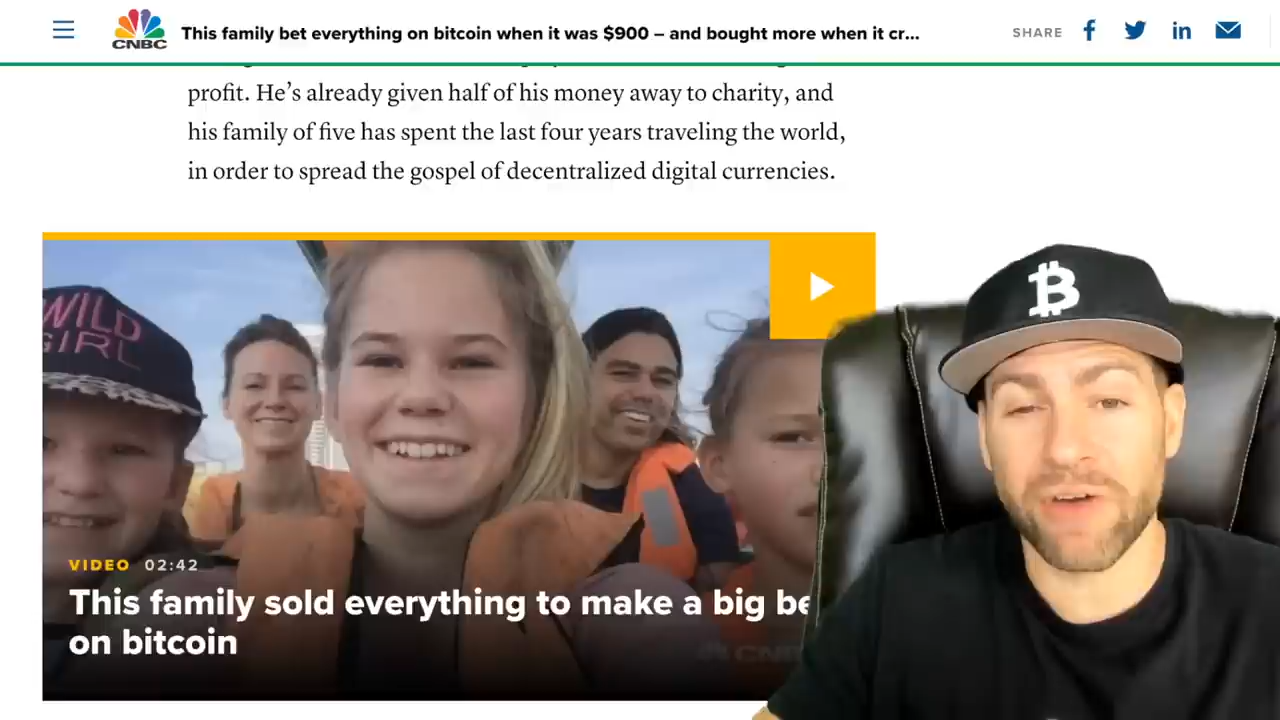 CNBC
This family bet everything on bitcoin when it was $900 – and bought more when it cr...
SHARE
profit. He’s already given half of his money away to charity, and
his family of five has spent the last four years traveling the world,
in order to spread the gospel of decentralized digital currencies.
WILD
GIRL
VIDEO 02:42
This family sold everything to make a big be
on bitcoin
CNBC